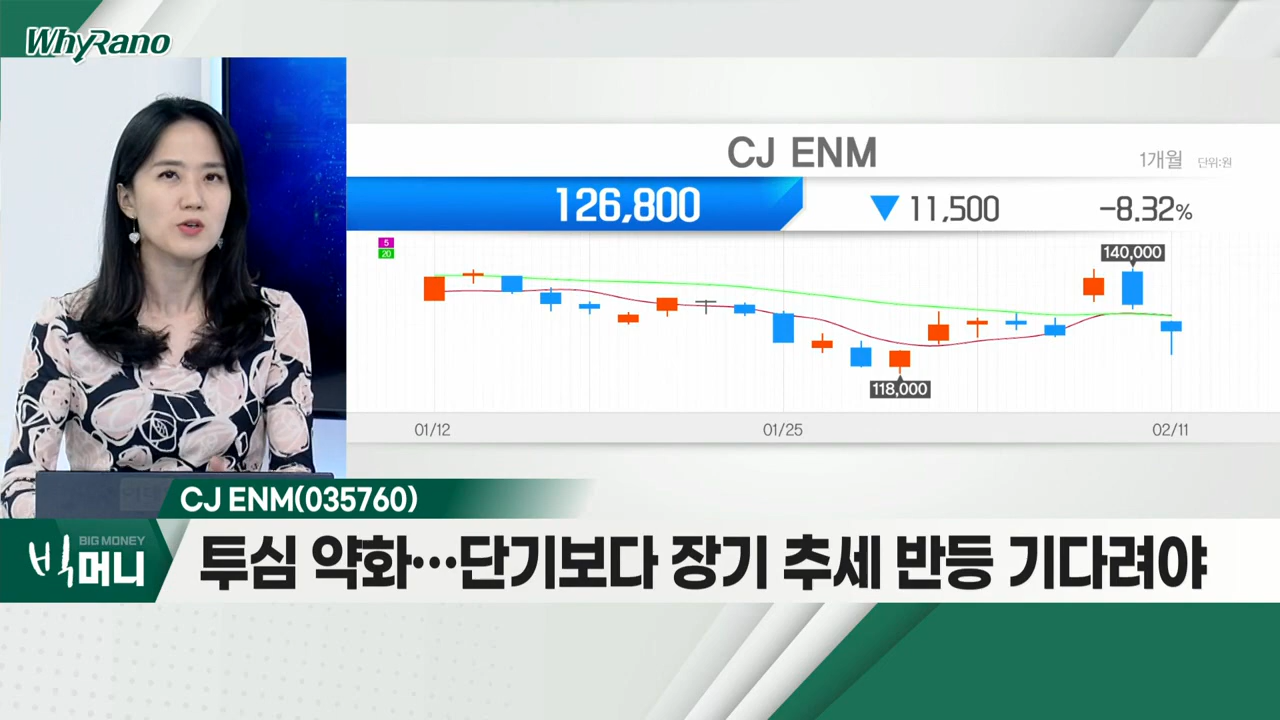 WhyRano
CJ ENM
1개월 단위:원
126,800 ▼ 11,500 -8.32%
5
20
140,000
118,000
01/12 01/25 02/11
CJ ENM(035760)
BIG MONEY
빅머니
투심 약화···단기보다 장기 추세 반등 기다려야